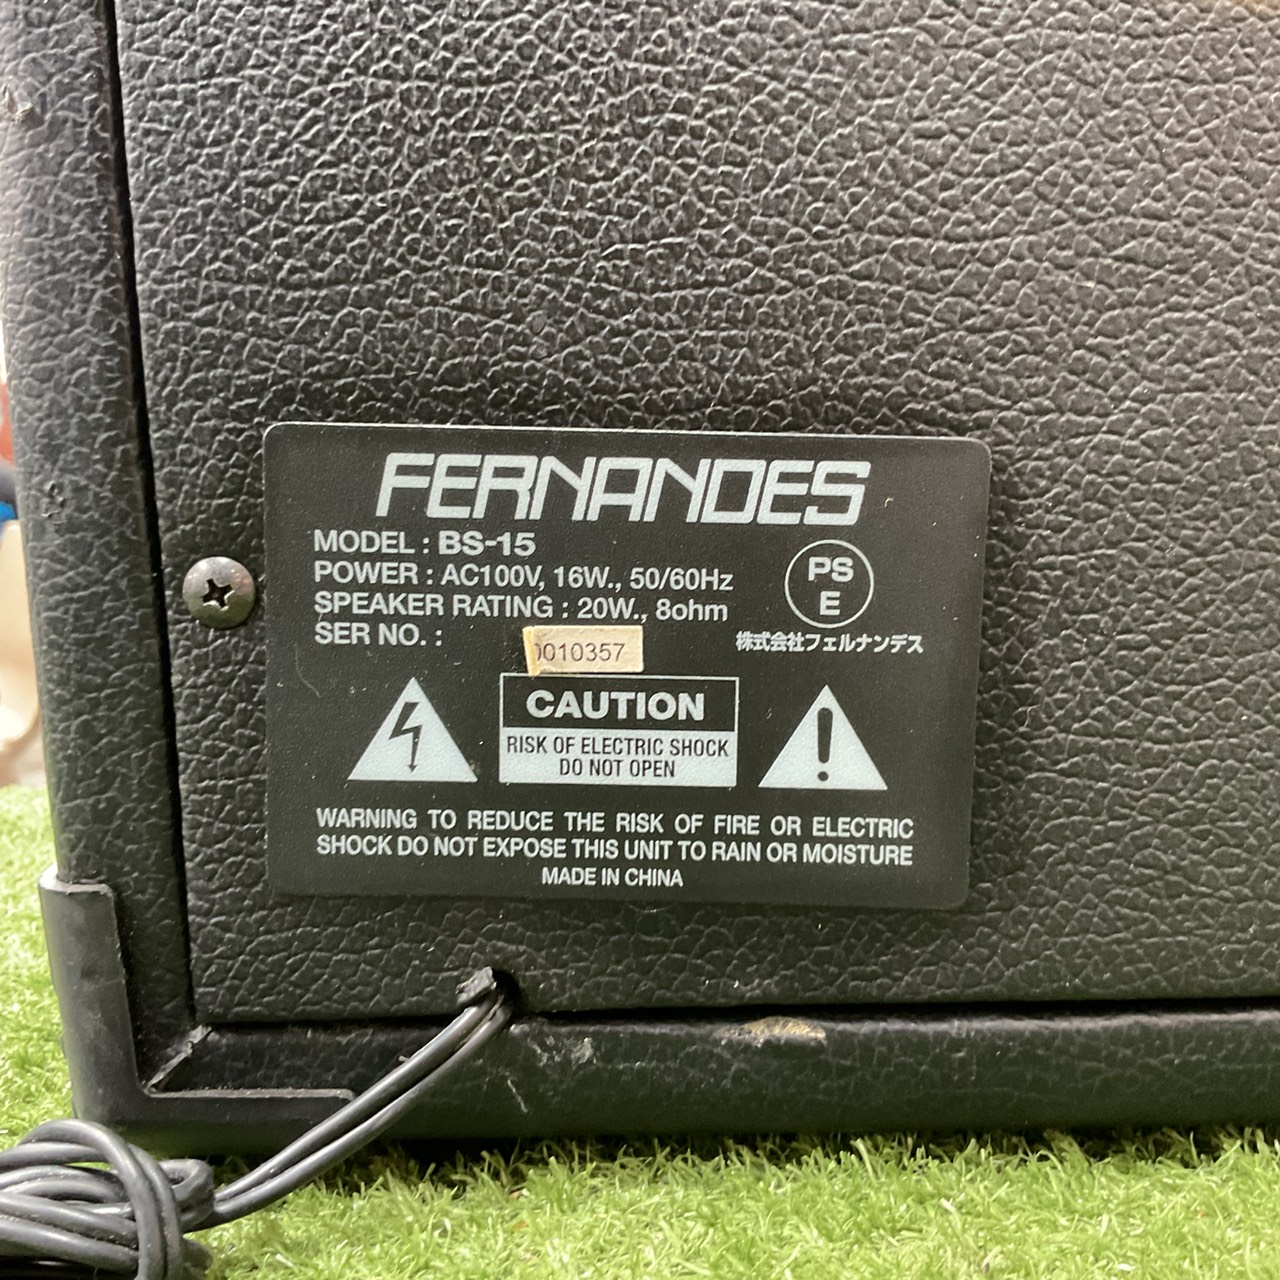 FERNANDES
MODEL : BS-15
POWER : AC100V, 16W., 50/60Hz
SPEAKER RATING : 20W., 8ohm
SER NO. :
0010357
PS
E
株式会社フェルナンデス
CAUTION
RISK OF ELECTRIC SHOCK
DO NOT OPEN
WARNING TO REDUCE THE RISK OF FIRE OR ELECTRIC
SHOCK DO NOT EXPOSE THIS UNIT TO RAIN OR MOISTURE
MADE IN CHINA